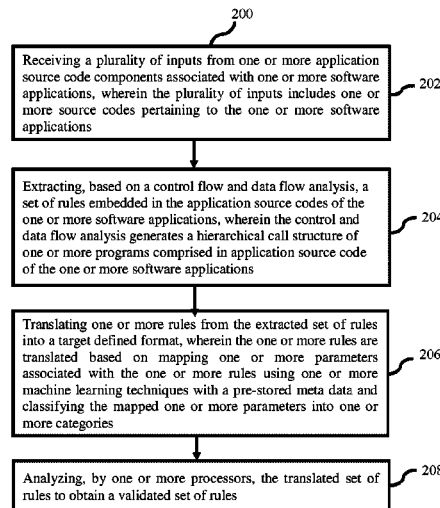 200
Receiving a plurality of inputs from one or more application
source code components associated with one or more software
applications, wherein the plurality of inputs includes one or
more source codes pertaining to the one or more software
applications
202
Extracting, based on a control flow and data flow analysis, a
set of rules embedded in the application source codes of the
one or more software applications, wherein the control and
data flow analysis generates a hierarchical call structure of
one or more programs comprised in application source code
of the one or more software applications
204
Translating one or more rules from the extracted set of rules
into a target defined format, wherein the one or more rules are
translated based on mapping one or more parameters
associated with the one or more rules using one or more
machine learning techniques with a pre-stored meta data and
classifying the mapped one or more parameters into one or
more categories
206
Analyzing, by one or more processors, the translated set of
rules to obtain a validated set of rules
208